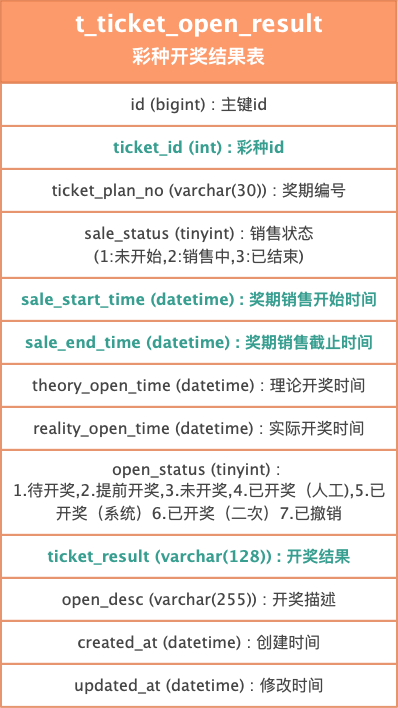 t_ticket_open_result
彩种开奖结果表
id (bigint) : 主键id
ticket_id (int) : 彩种id
ticket_plan_no (varchar(30)) : 奖期编号
sale_status (tinyint) : 销售状态
(1:未开始,2:销售中,3:已结束)
sale_start_time (datetime) : 奖期销售开始时间
sale_end_time (datetime) : 奖期销售截止时间
theory_open_time (datetime) : 理论开奖时间
reality_open_time (datetime) : 实际开奖时间
open_status (tinyint) :
1.待开奖,2.提前开奖,3.未开奖,4.已开奖（人工),5.已
开奖（系统）6.已开奖（二次）7.已撤销
ticket_result (varchar(128)) : 开奖结果
open_desc (varchar(255)) : 开奖描述
created_at (datetime) : 创建时间
updated_at (datetime) : 修改时间